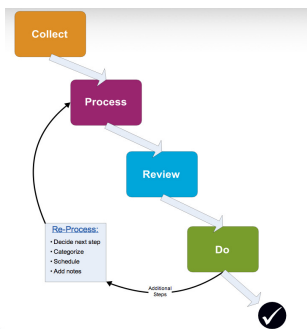 Collect
Process
Review
Re-Process:
• Decide next step
• Categorize
• Schedule
• Add notes
Do
Additional
Steps